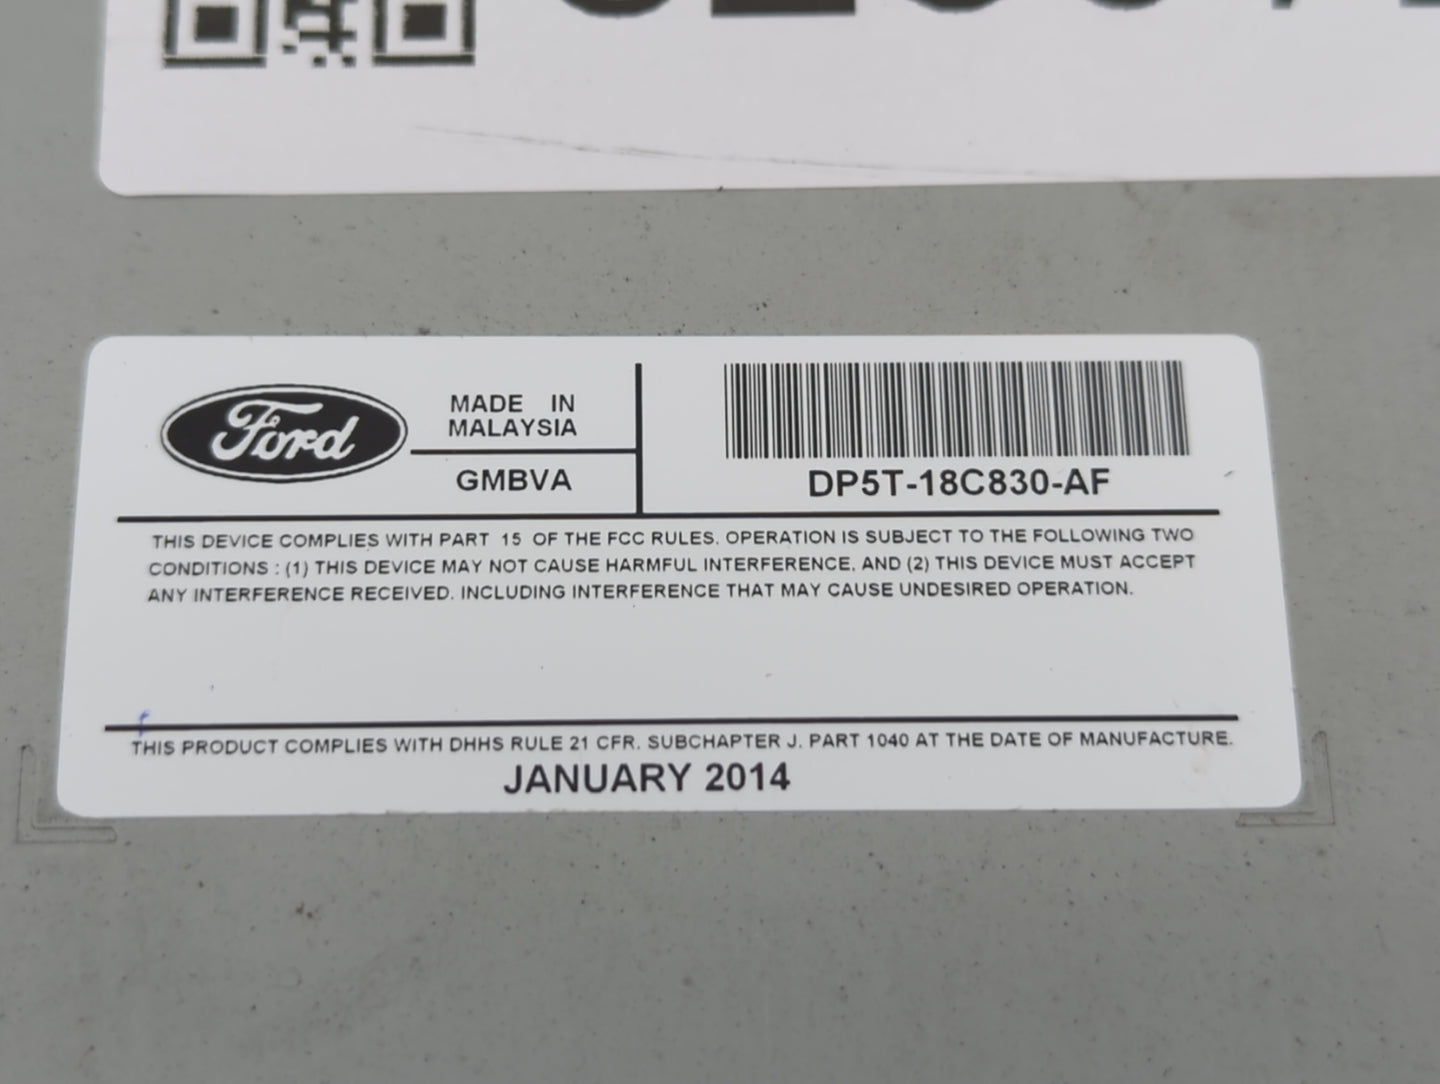 Ford
MADE IN
MALAYSIA
GMBVA
DP5T-18C830-AF
THIS DEVICE COMPLIES WITH PART 15 OF THE FCC RULES. OPERATION IS SUBJECT TO THE FOLLOWING TWO
CONDITIONS : (1) THIS DEVICE MAY NOT CAUSE HARMFUL INTERFERENCE. AND (2) THIS DEVICE MUST ACCEPT
ANY INTERFERENCE RECEIVED. INCLUDING INTERFERENCE THAT MAY CAUSE UNDESIRED OPERATION.
THIS PRODUCT COMPLIES WITH DHHS RULE 21 CFR. SUBCHAPTER J. PART 1040 AT THE DATE OF MANUFACTURE.
JANUARY 2014